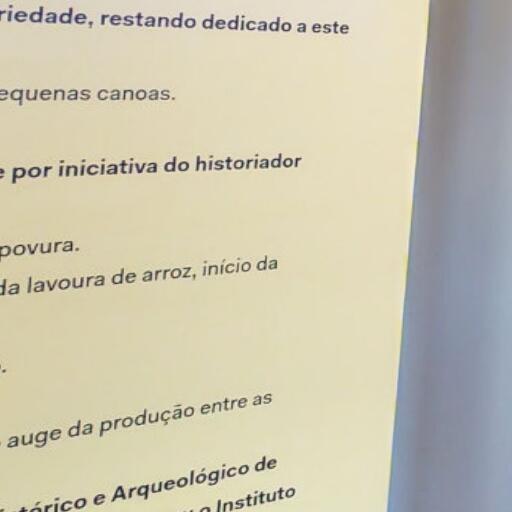 riedade, restando dedicado a este
equenas canoas.
e por iniciativa do historiador
povura.
da lavoura de arroz, início da
.
auge da produção entre as
tórico e Arqueológico de
o Instituto